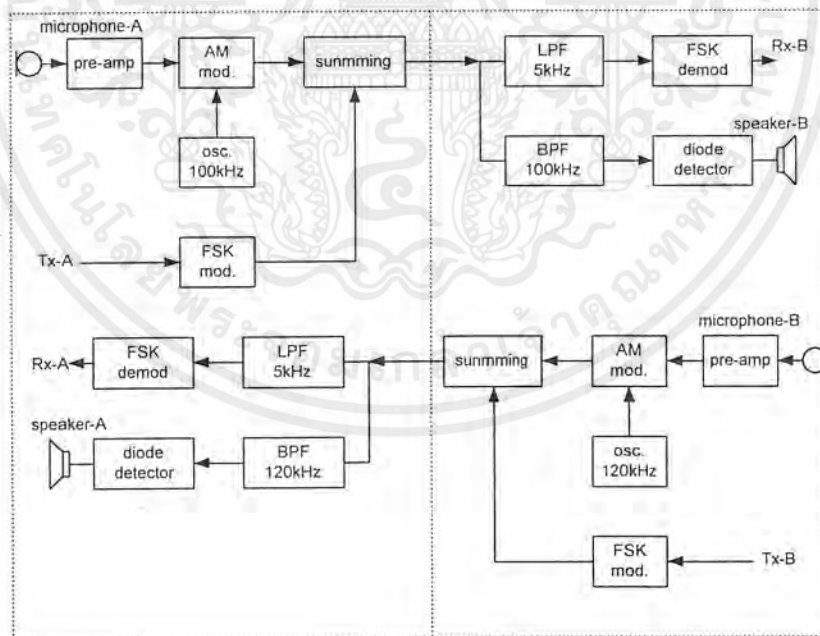 microphone-A
pre-amp
AM
mod.
sunmming
osc.
100kHz
Tx-A
FSK
mod.
LPF
5kHz
FSK
demod
Rx-B
BPF
100kHz
diode
detector
speaker-B
Rx-A
FSK
demod
LPF
5kHz
speaker-A
diode
detector
BPF
120kHz
sunmming
AM
mod.
pre-amp
microphone-B
osc.
120kHz
FSK
mod.
Tx-B